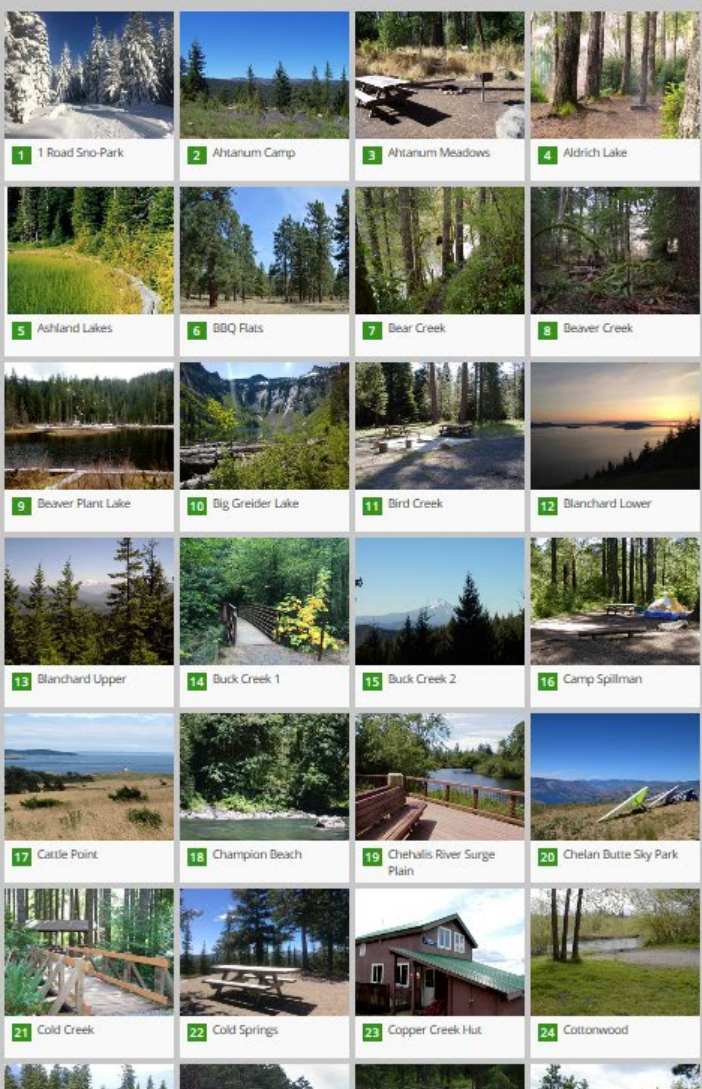 1 1 Road Sno-Park
2 Ahtanum Camp
3 Ahtanum Meadows
4 Aldrich Lake
5 Ashland Lakes
6 BBQ Flats
7 Bear Creek
8 Beaver Creek
9 Beaver Plant Lake
10 Big Greider Lake
11 Bird Creek
12 Blanchard Lower
13 Blanchard Upper
14 Buck Creek 1
15 Buck Creek 2
16 Camp Spillman
17 Cattle Point
18 Champion Beach
19 Chehalis River Surge
Plain
20 Chelan Butte Sky Park
21 Cold Creek
22 Cold Springs
23 Copper Creek Hut
24 Cottonwood